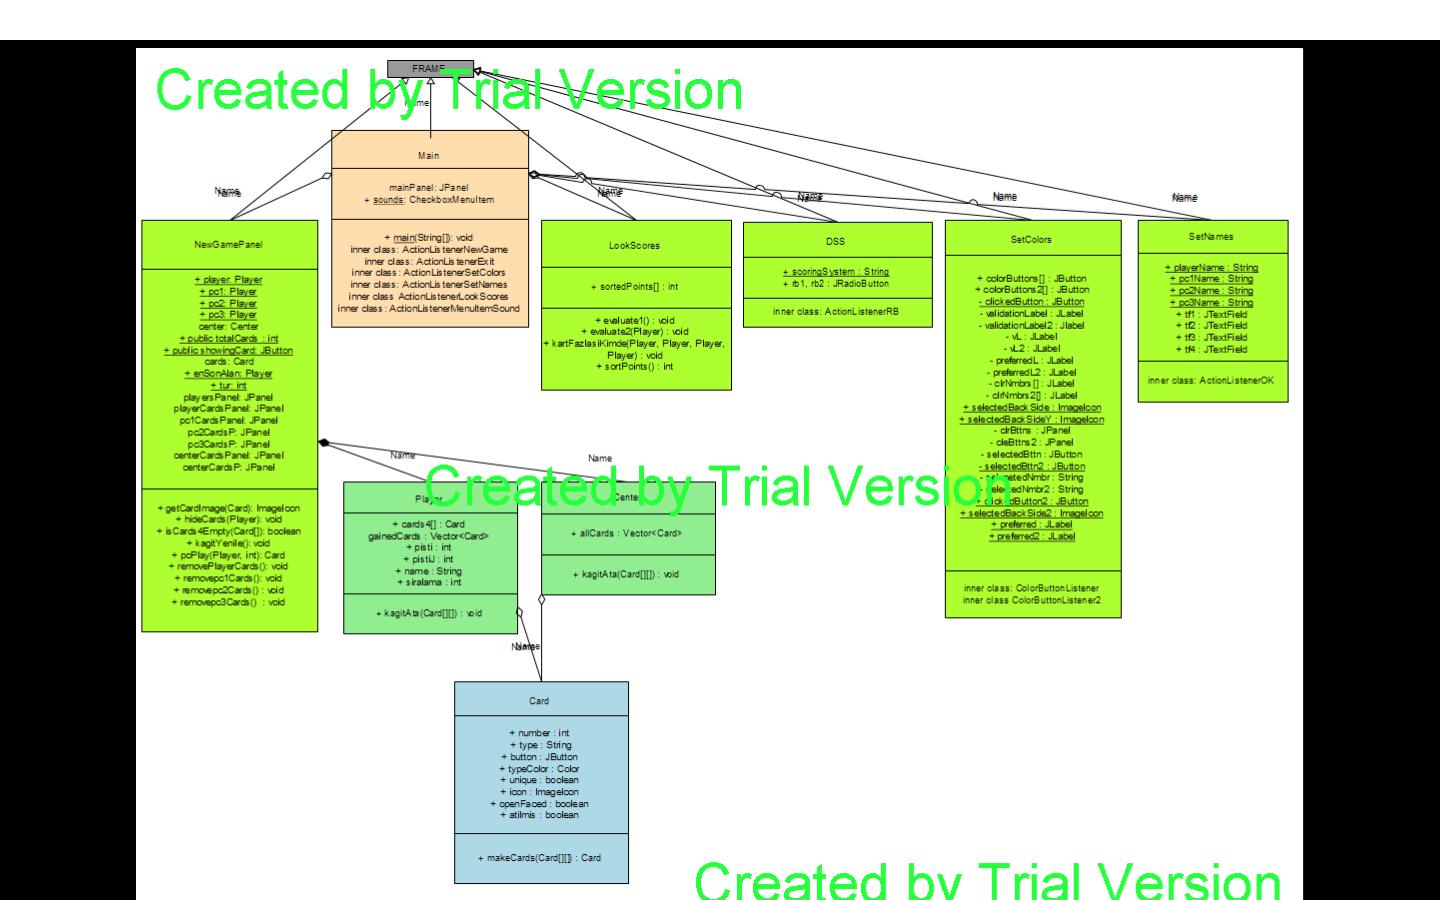 FRAME
Created by Trial Version
Name
Main
mainPanel: JPanel
+ sounds: CheckboxMenuItem
+ main(String[]): void
inner class: ActionListenerNewGame
inner class: ActionListenerExit
inner class: ActionListenerSetColors
inner class: ActionListenerSetNames
inner class ActionListenerLookScores
inner class: ActionListenerMenuItemSound
Name
Name
Name
Name
Name
Name
Name
Name
Name
Name
NewGamePanel
+ player: Player
+ pc1: Player
+ pc2: Player
+ pc3: Player
center: Center
+ public totalCards : int
+ public showingCard: JButton
cards: Card
+ enSonAlan: Player
+ tur: int
playersPanel: JPanel
playerCardsPanel: JPanel
pc1CardsPanel: JPanel
pc2CardsP: JPanel
pc3CardsP: JPanel
centerCardsPanel: JPanel
centerCardsP: JPanel
+ getCardImage(Card): ImageIcon
+ hideCards(Player): void
+ isCards4Empty(Card[]): boolean
+ kagitYenile(): void
+ pcPlay(Player, int): Card
+ removePlayerCards(): void
+ removepc1Cards(): void
+ removepc2Cards() : void
+ removepc3Cards() : void
LookScores
+ sortedPoints[] : int
+ evaluate1() : void
+ evaluate2(Player) : void
+ kartFazlasiKimde(Player, Player, Player,
Player) : void
+ sortPoints() : int
DSS
+ scoringSystem : String
+ rb1, rb2 : JRadioButton
inner class: ActionListenerRB
SetColors
+ colorButtons[] : JButton
+ colorButtons2[] : JButton
- clickedButton : JButton
- validationLabel : JLabel
- validationLabel2 : Jlabel
- vL : JLabel
- vL2 : JLabel
- preferredL : JLabel
- preferredL2 : JLabel
- clrNmbrs[] : JLabel
- clrNmbrs2[] : JLabel
+ selectedBackSide : ImageIcon
+ selectedBackSideY : ImageIcon
- clrBttns : JPanel
- cleBttns2 : JPanel
- selectedBttn : JButton
- selectedBttn2 : JButton
- selectedNmbr : String
- selectedNmbr2 : String
+ clickedButton2 : JButton
+ selectedBackSide2 : ImageIcon
+ preferred : JLabel
+ preferred2 : JLabel
inner class: ColorButtonListener
inner class ColorButtonListener2
SetNames
+ playerName : String
+ pc1Name : String
+ pc2Name : String
+ pc3Name : String
+ tf1 : JTextField
+ tf2 : JTextField
+ tf3 : JTextField
+ tf4 : JTextField
inner class: ActionListenerOK
Name
Name
Created by Trial Version
Player
+ cards4[] : Card
gainedCards : Vector<Card>
+ pisti : int
+ pistiJ : int
+ name : String
+ siralama : int
+ kagitAta(Card[][]) : void
Center
+ allCards : Vector<Card>
+ kagitAta(Card[][]) : void
Name
Name
Card
+ number : int
+ type : String
+ button : JButton
+ typeColor : Color
+ unique : boolean
+ icon : ImageIcon
+ openFaced : boolean
+ atilmis : boolean
+ makeCards(Card[][]) : Card
Created by Trial Version